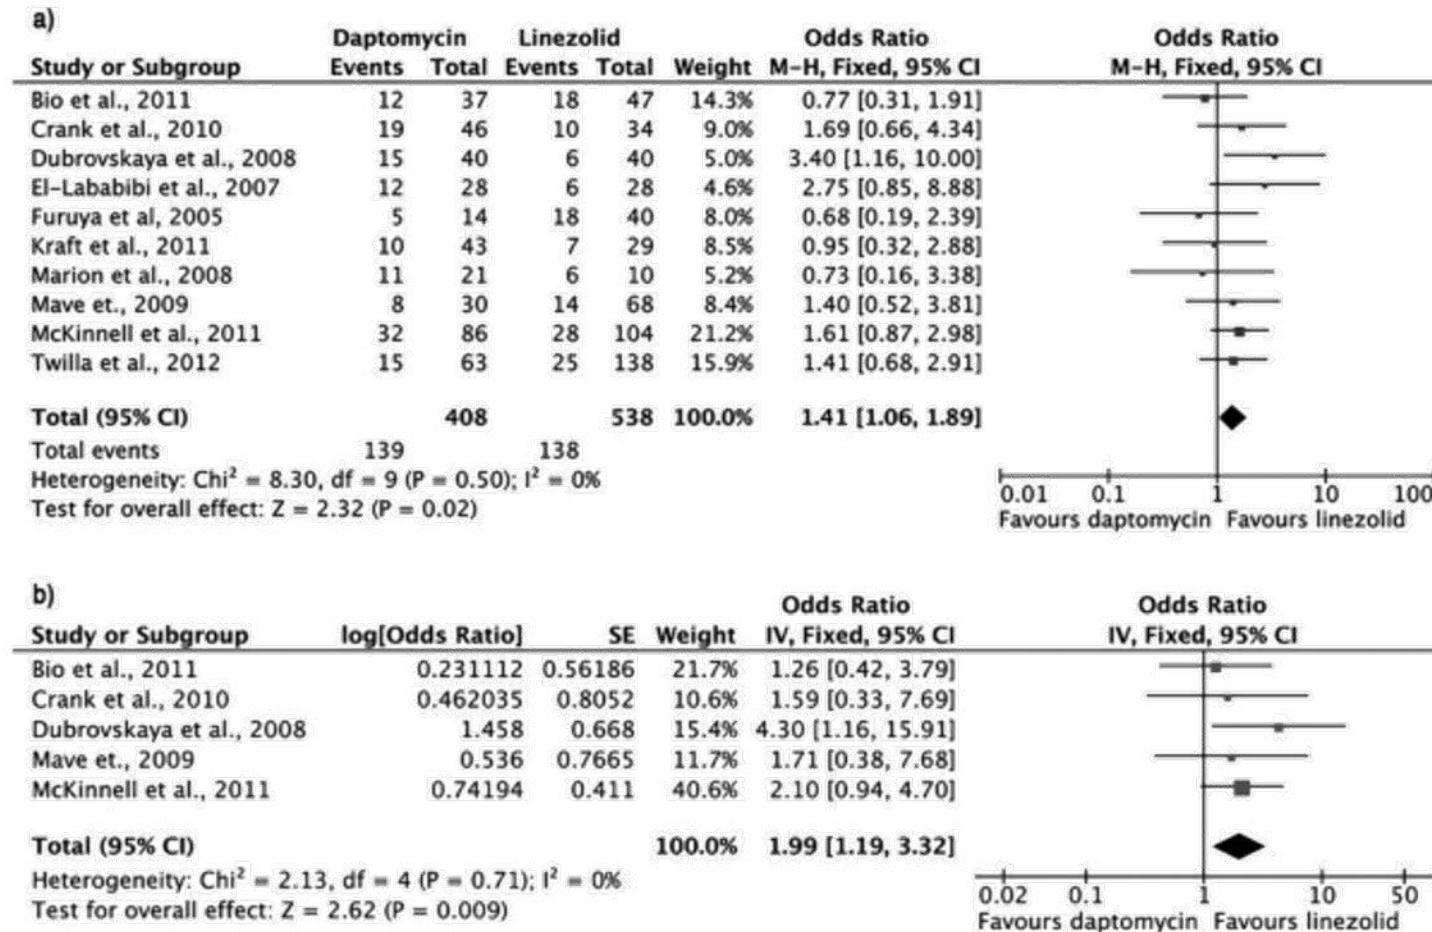 a)
Daptomycin Linezolid Odds Ratio Odds Ratio
Study or Subgroup Events Total Events Total Weight M-H, Fixed, 95% CI M-H, Fixed, 95% CI
Bio et al., 2011 12 37 18 47 14.3% 0.77 [0.31, 1.91]
Crank et al., 2010 19 46 10 34 9.0% 1.69 [0.66, 4.34]
Dubrovskaya et al., 2008 15 40 6 40 5.0% 3.40 [1.16, 10.00]
El-Lababibi et al., 2007 12 28 6 28 4.6% 2.75 [0.85, 8.88]
Furuya et al, 2005 5 14 18 40 8.0% 0.68 [0.19, 2.39]
Kraft et al., 2011 10 43 7 29 8.5% 0.95 [0.32, 2.88]
Marion et al., 2008 11 21 6 10 5.2% 0.73 [0.16, 3.38]
Mave et., 2009 8 30 14 68 8.4% 1.40 [0.52, 3.81]
McKinnell et al., 2011 32 86 28 104 21.2% 1.61 [0.87, 2.98]
Twilla et al., 2012 15 63 25 138 15.9% 1.41 [0.68, 2.91]
Total (95% CI) 408 538 100.0% 1.41 [1.06, 1.89]
Total events 139 138
Heterogeneity: Chi² = 8.30, df = 9 (P = 0.50); I² = 0%
Test for overall effect: Z = 2.32 (P = 0.02)
0.01 0.1 1 10 100
Favours daptomycin Favours linezolid
b)
Odds Ratio Odds Ratio
Study or Subgroup log[Odds Ratio] SE Weight IV, Fixed, 95% CI IV, Fixed, 95% CI
Bio et al., 2011 0.231112 0.56186 21.7% 1.26 [0.42, 3.79]
Crank et al., 2010 0.462035 0.8052 10.6% 1.59 [0.33, 7.69]
Dubrovskaya et al., 2008 1.458 0.668 15.4% 4.30 [1.16, 15.91]
Mave et., 2009 0.536 0.7665 11.7% 1.71 [0.38, 7.68]
McKinnell et al., 2011 0.74194 0.411 40.6% 2.10 [0.94, 4.70]
Total (95% CI) 100.0% 1.99 [1.19, 3.32]
Heterogeneity: Chi² = 2.13, df = 4 (P = 0.71); I² = 0%
Test for overall effect: Z = 2.62 (P = 0.009)
0.02 0.1 1 10 50
Favours daptomycin Favours linezolid